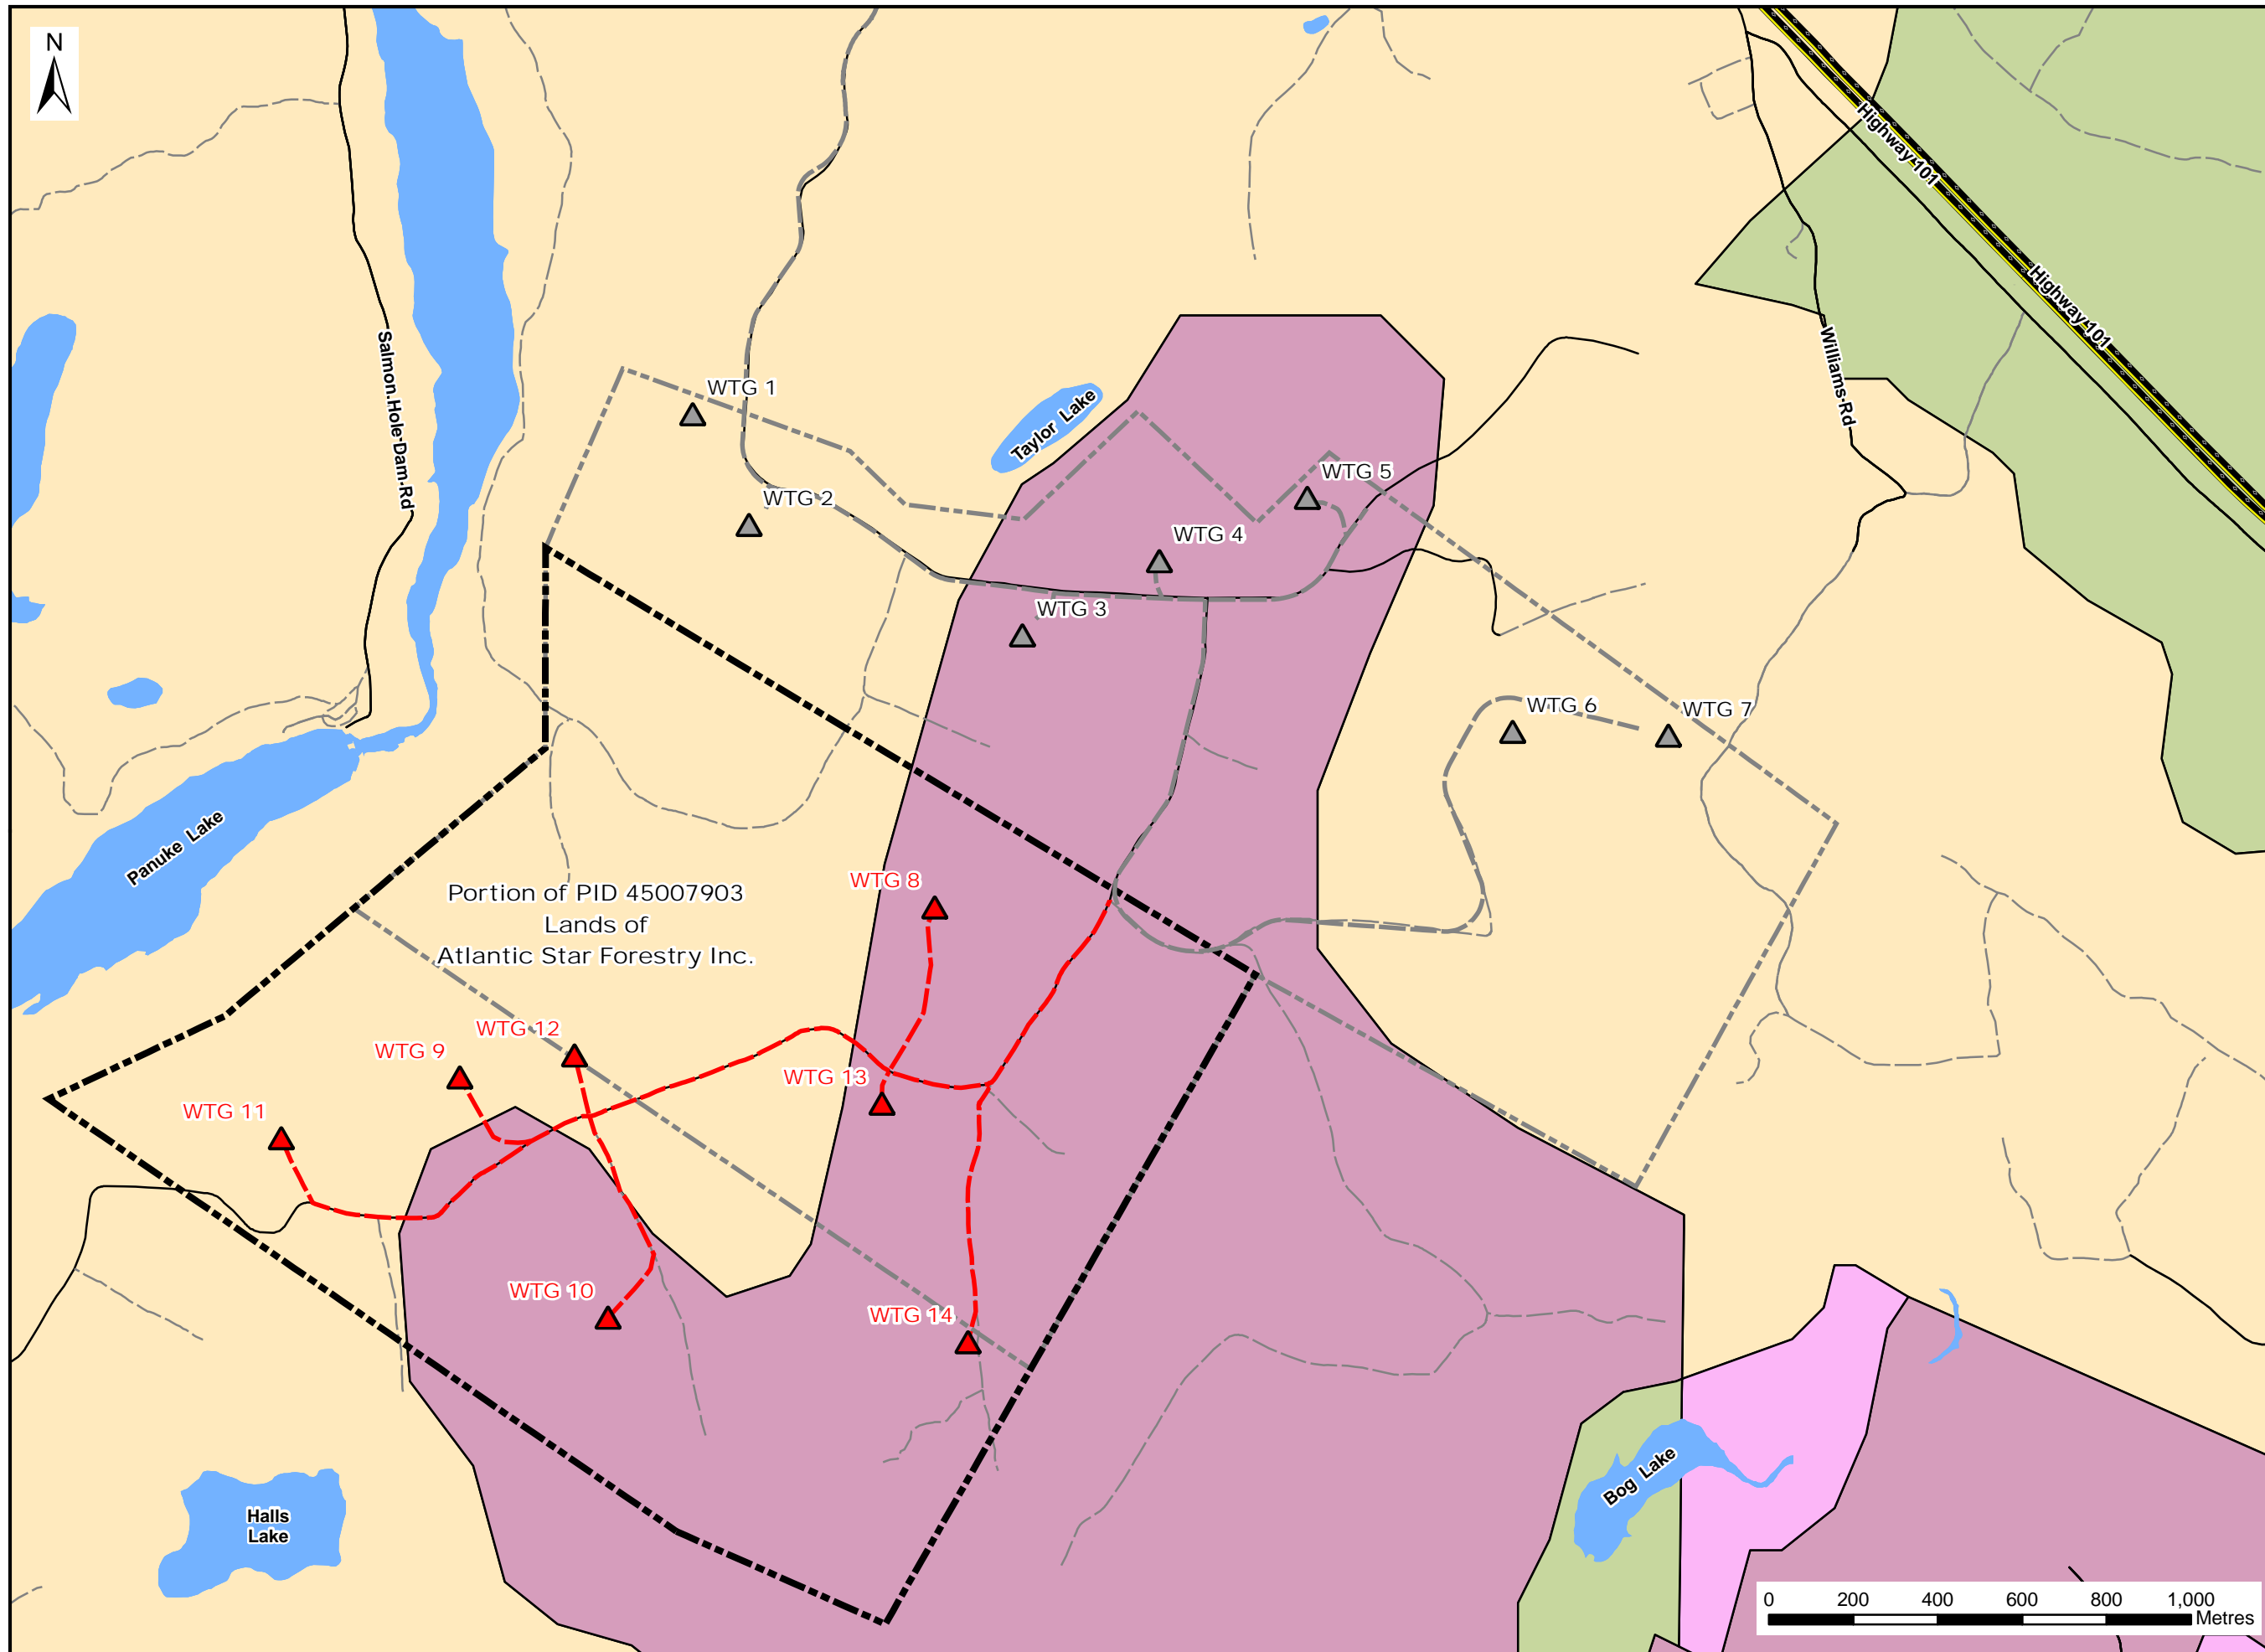 N
Highway 101
Highway 101
Salmon Hole Dam Rd
Williams Rd
WTG 1
Taylor Lake
WTG 5
WTG 2
WTG 4
WTG 3
WTG 6
WTG 7
Panuke Lake
WTG 8
Portion of PID 45007903
Lands of
Atlantic Star Forestry Inc.
WTG 12
WTG 9
WTG 13
WTG 11
WTG 10
WTG 14
Bog Lake
Halls
Lake
0 200 400 600 800 1,000
Metres